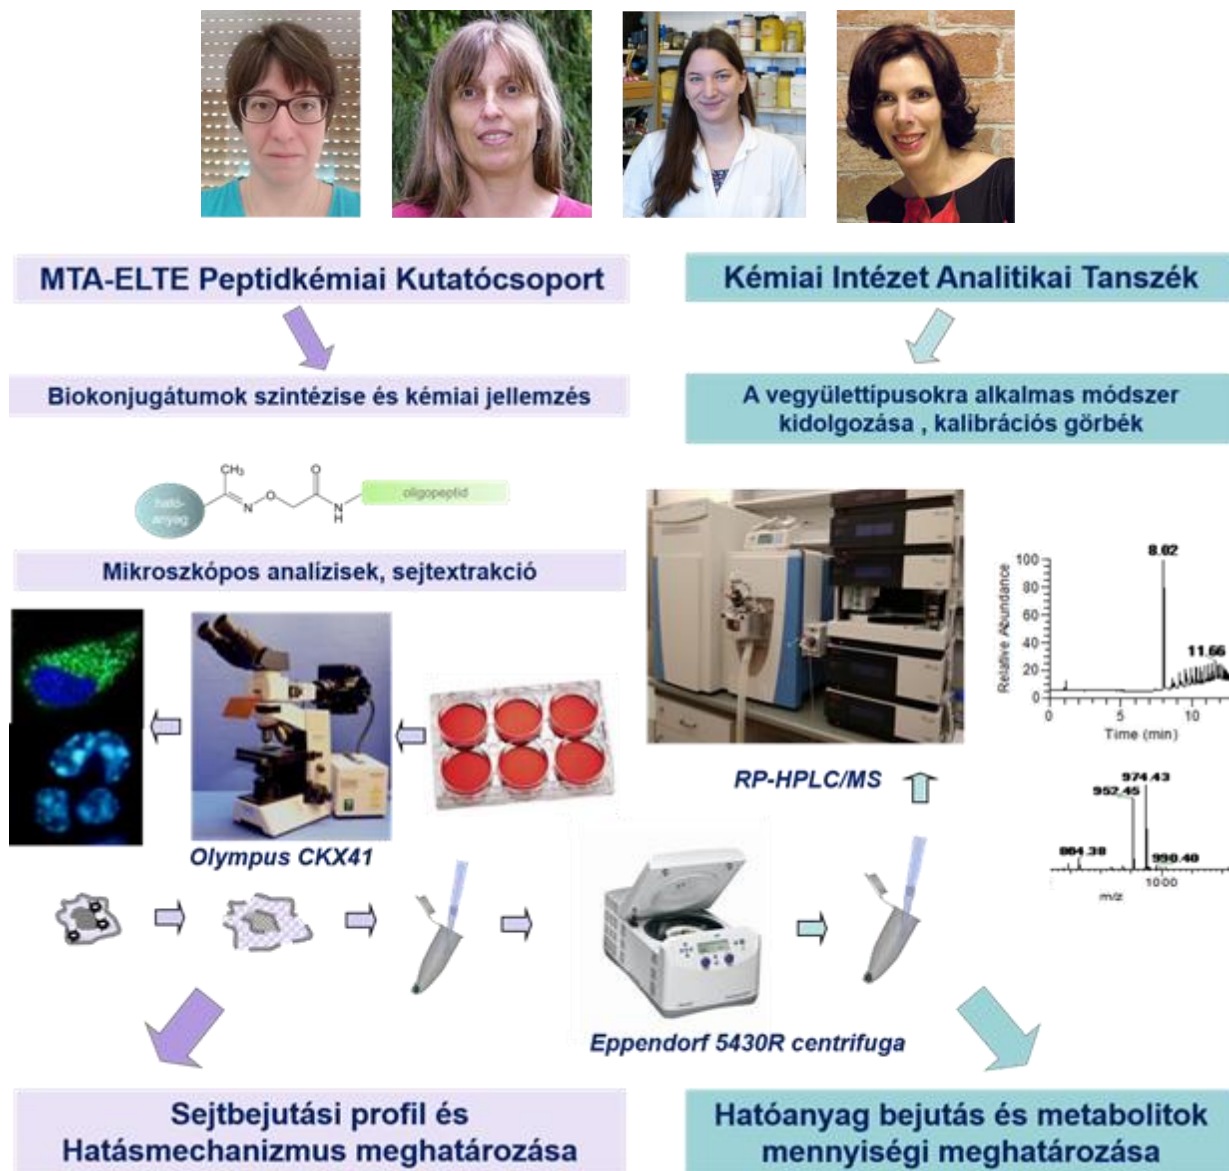 MTA-ELTE Peptidkémiai Kutatócsoport
Kémiai Intézet Analitikai Tanszék
Biokonjugátumok szintézise és kémiai jellemzés
A vegyülettípusokra alkalmas módszer
kidolgozása , kalibrációs görbék
ható-
anyag
CH3
N
O
O
N
H
oligopeptid
Mikroszkópos analízisek, sejtextrakció
Olympus CKX41
RP-HPLC/MS
Relative Abundance
100
80
60
40
20
0
8.02
11.66
0
5
10
Time (min)
974.43
952.45
864.38
990.40
1000
m/z
Eppendorf 5430R centrifuga
Sejtbejutási profil és
Hatásmechanizmus meghatározása
Hatóanyag bejutás és metabolitok
mennyiségi meghatározása